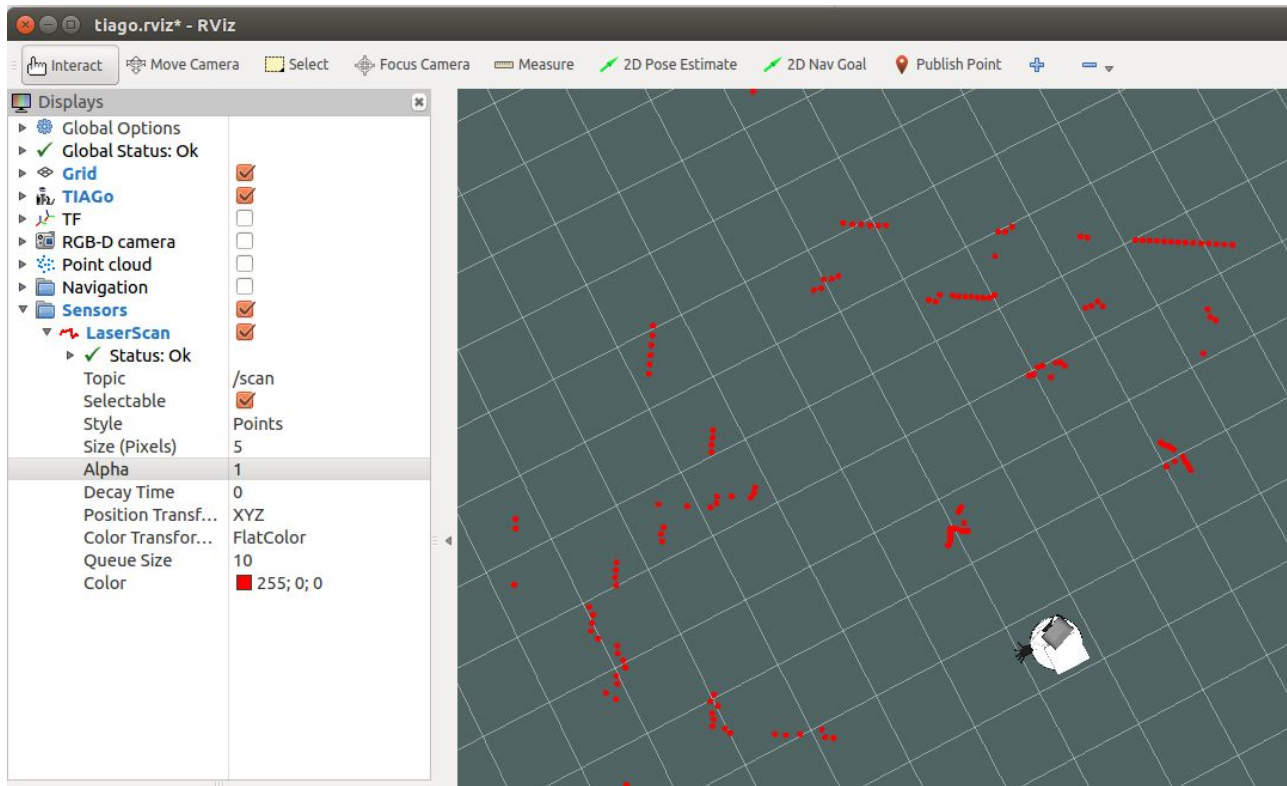 tiago.rviz* - RViz
Interact Move Camera Select Focus Camera Measure 2D Pose Estimate 2D Nav Goal Publish Point
Displays
Global Options
Global Status: Ok
Grid
TIAGo
TF
RGB-D camera
Point cloud
Navigation
Sensors
LaserScan
Status: Ok
Topic /scan
Selectable
Style Points
Size (Pixels) 5
Alpha 1
Decay Time 0
Position Transf... XYZ
Color Transfor... FlatColor
Queue Size 10
Color 255; 0; 0